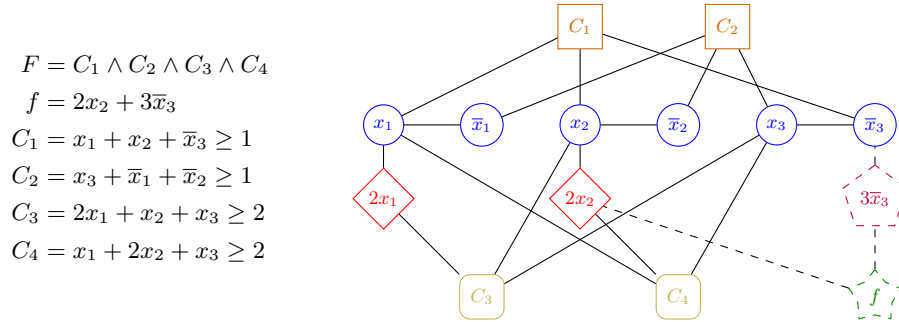 F = C₁ ∧ C₂ ∧ C₃ ∧ C₄
f = 2x₂ + 3x̅₃
C₁ = x₁ + x₂ + x̅₃ ≥ 1
C₂ = x₃ + x̅₁ + x̅₂ ≥ 1
C₃ = 2x₁ + x₂ + x₃ ≥ 2
C₄ = x₁ + 2x₂ + x₃ ≥ 2
C₁ C₂
x₁ x̅₁ x₂ x̅₂ x₃ x̅₃
2x₁ 2x₂ 3x̅₃
C₃ C₄ f